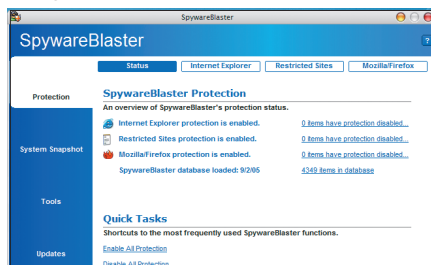 SpywareBlaster
SpywareBlaster
?
Status Internet Explorer Restricted Sites Mozilla/Firefox
Protection
SpywareBlaster Protection
An overview of SpywareBlaster's protection status.
Internet Explorer protection is enabled. 0 items have protection disabled...
Restricted Sites protection is enabled. 0 items have protection disabled...
System Snapshot
Mozilla/Firefox protection is enabled. 0 items have protection disabled...
SpywareBlaster database loaded: 9/2/05 4349 items in database
Tools
Quick Tasks
Shortcuts to the most frequently used SpywareBlaster functions.
Enable All Protection
Updates
Disable All Protection